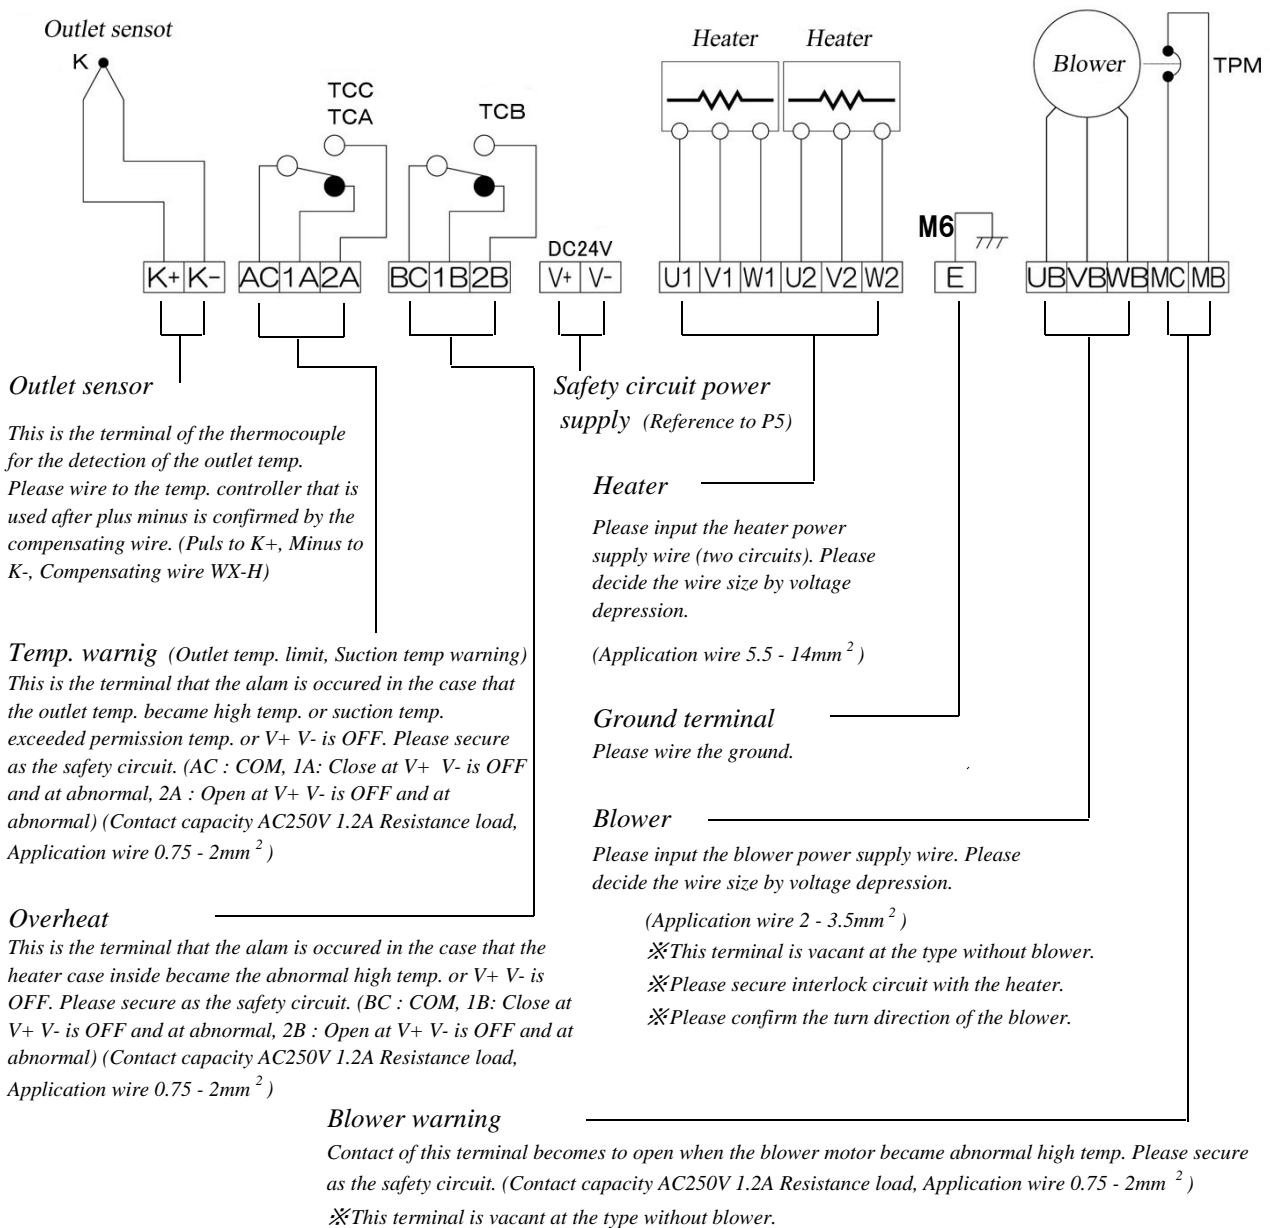 Outlet sensot
K
TCC
TCA
TCB
Heater Heater
Blower
TPM
M6
DC24V
K+ K- AC 1A 2A BC 1B 2B V+ V- U1 V1 W1 U2 V2 W2 E UB VB WB MC MB
Outlet sensor
This is the terminal of the thermocouple
for the detection of the outlet temp.
Please wire to the temp. controller that is
used after plus minus is confirmed by the
compensating wire. (Puls to K+, Minus to
K-, Compensating wire WX-H)
Temp. warnig (Outlet temp. limit, Suction temp warning)
This is the terminal that the alam is occured in the case that
the outlet temp. became high temp. or suction temp.
exceeded permission temp. or V+ V- is OFF. Please secure
as the safety circuit. (AC : COM, 1A: Close at V+ V- is OFF
and at abnormal, 2A : Open at V+ V- is OFF and at
abnormal) (Contact capacity AC250V 1.2A Resistance load,
Application wire 0.75 - 2mm ² )
Overheat
This is the terminal that the alam is occured in the case that the
heater case inside became the abnormal high temp. or V+ V- is
OFF. Please secure as the safety circuit. (BC : COM, 1B: Close at
V+ V- is OFF and at abnormal, 2B : Open at V+ V- is OFF and at
abnormal) (Contact capacity AC250V 1.2A Resistance load,
Application wire 0.75 - 2mm ² )
Safety circuit power
supply (Reference to P5)
Heater
Please input the heater power
supply wire (two circuits). Please
decide the wire size by voltage
depression.
(Application wire 5.5 - 14mm ² )
Ground terminal
Please wire the ground.
Blower
Please input the blower power supply wire. Please
decide the wire size by voltage depression.
(Application wire 2 - 3.5mm ² )
※This terminal is vacant at the type without blower.
※Please secure interlock circuit with the heater.
※Please confirm the turn direction of the blower.
Blower warning
Contact of this terminal becomes to open when the blower motor became abnormal high temp. Please secure
as the safety circuit. (Contact capacity AC250V 1.2A Resistance load, Application wire 0.75 - 2mm ² )
※This terminal is vacant at the type without blower.